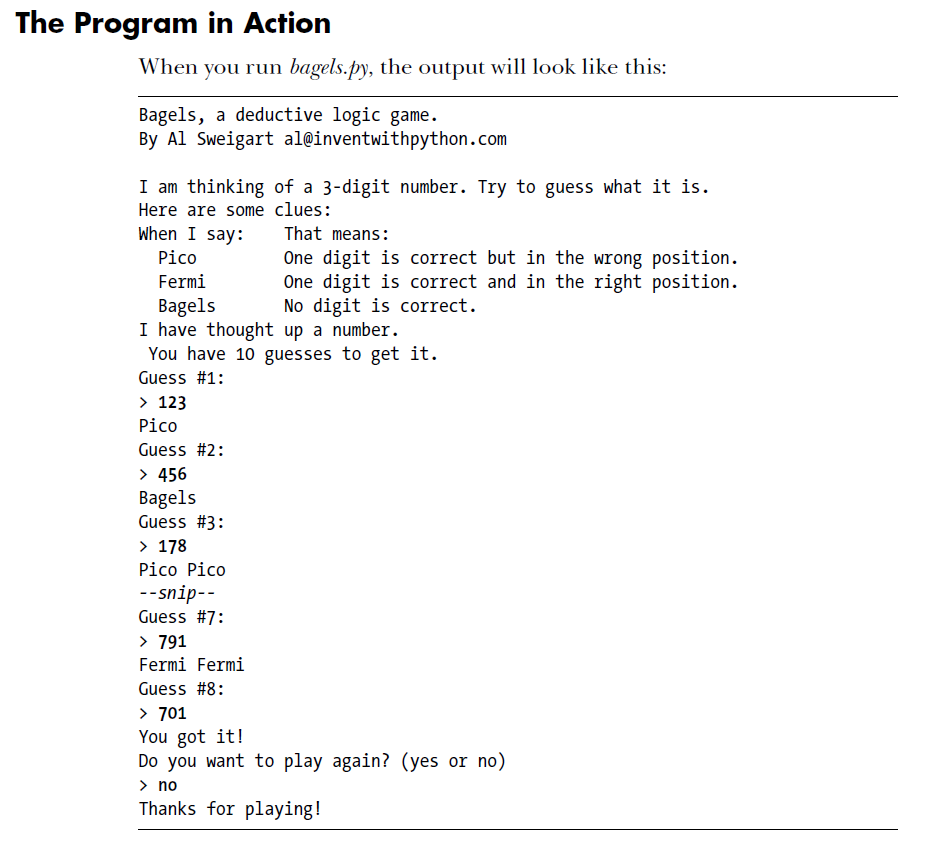 The Program in Action
When you run bagels.py, the output will look like this:
Bagels, a deductive logic game.
By Al Sweigart al@inventwithpython.com
I am thinking of a 3-digit number. Try to guess what it is.
Here are some clues:
When I say:    That means:
  Pico         One digit is correct but in the wrong position.
  Fermi        One digit is correct and in the right position.
  Bagels       No digit is correct.
I have thought up a number.
 You have 10 guesses to get it.
Guess #1:
> 123
Pico
Guess #2:
> 456
Bagels
Guess #3:
> 178
Pico Pico
--snip--
Guess #7:
> 791
Fermi Fermi
Guess #8:
> 701
You got it!
Do you want to play again? (yes or no)
> no
Thanks for playing!